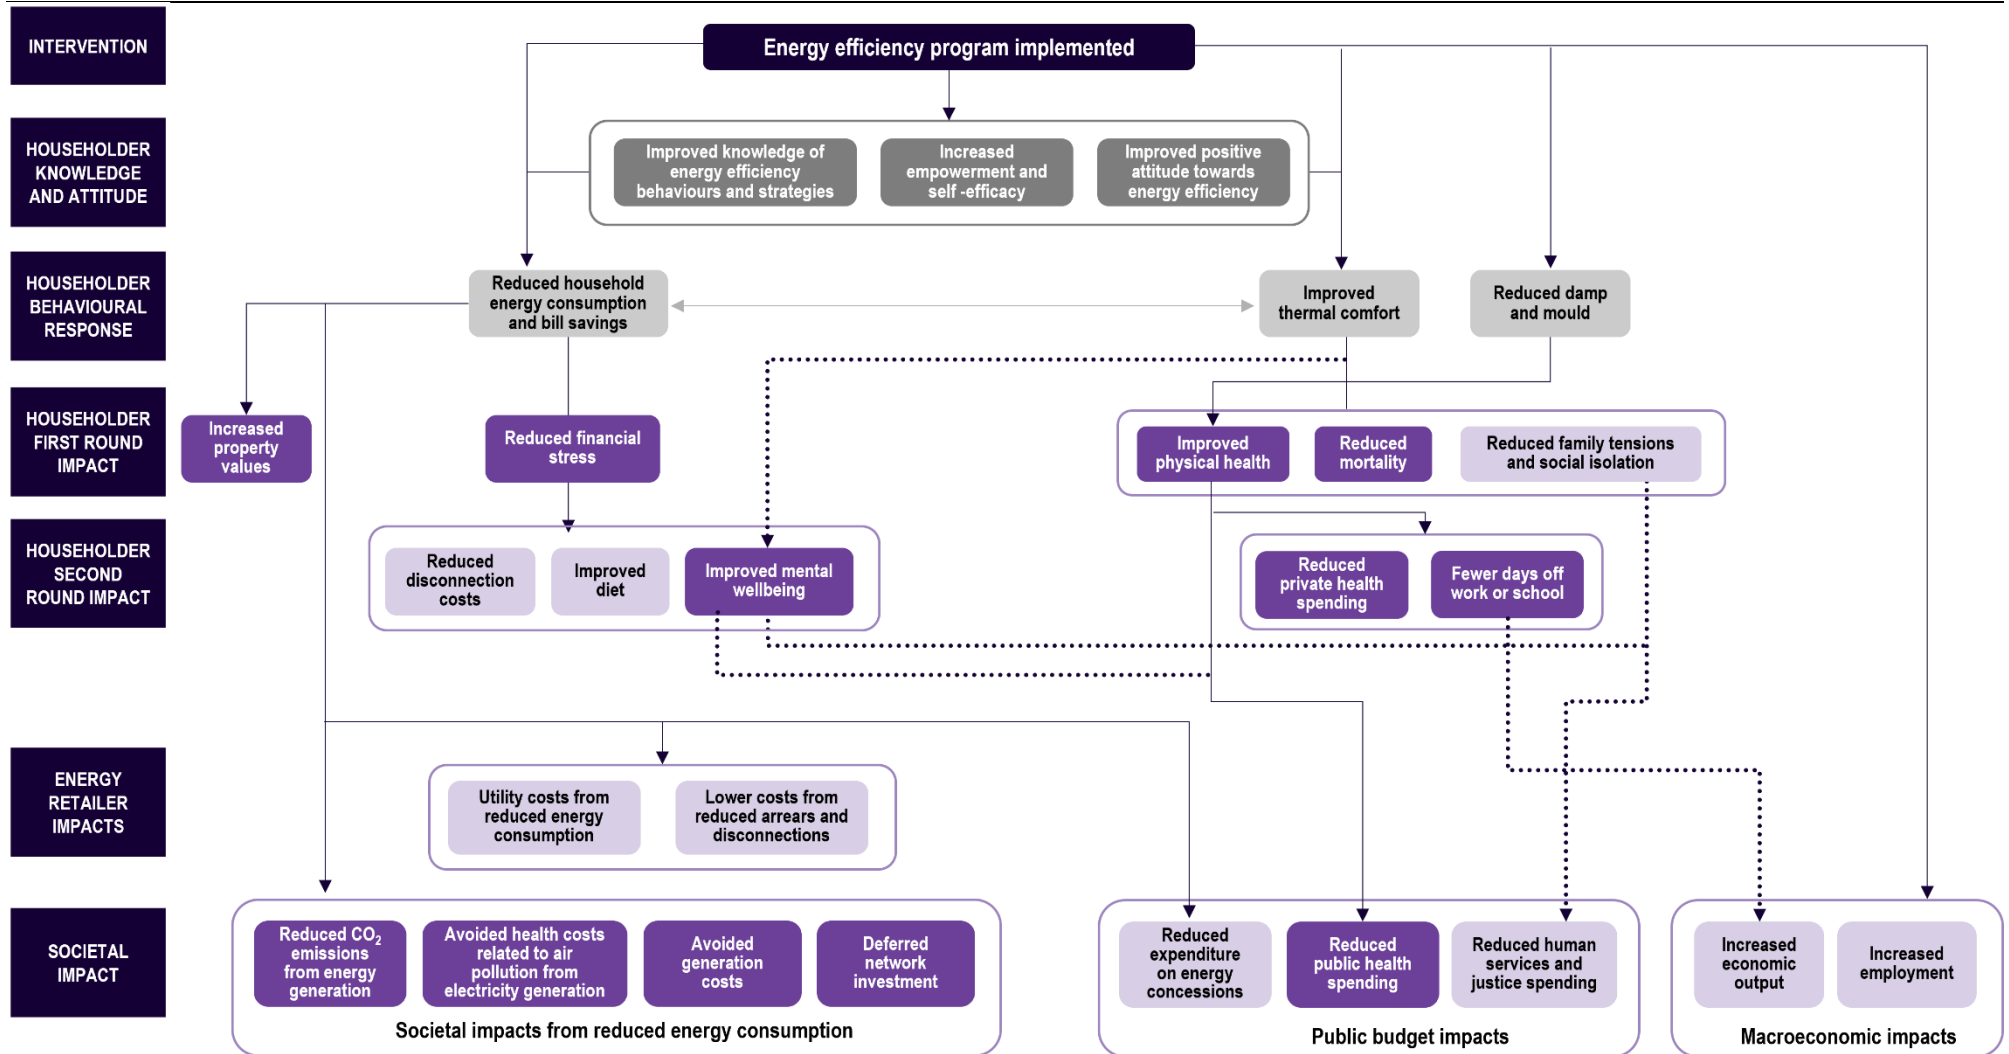 INTERVENTION
Energy efficiency program implemented
HOUSEHOLDER
KNOWLEDGE
AND ATTITUDE
Improved knowledge of
energy efficiency
behaviours and strategies
Increased
empowerment and
self -efficacy
Improved positive
attitude towards
energy efficiency
HOUSEHOLDER
BEHAVIOURAL
RESPONSE
Reduced household
energy consumption
and bill savings
Improved
thermal comfort
Reduced damp
and mould
HOUSEHOLDER
FIRST ROUND
IMPACT
Increased
property
values
Reduced financial
stress
Improved
physical health
Reduced
mortality
Reduced family tensions
and social isolation
HOUSEHOLDER
SECOND
ROUND IMPACT
Reduced
disconnection
costs
Improved
diet
Improved mental
wellbeing
Reduced
private health
spending
Fewer days off
work or school
ENERGY
RETAILER
IMPACTS
Utility costs from
reduced energy
consumption
Lower costs from
reduced arrears and
disconnections
SOCIETAL
IMPACT
Reduced CO₂
emissions
from energy
generation
Avoided health costs
related to air
pollution from
electricity generation
Avoided
generation
costs
Deferred
network
investment
Societal impacts from reduced energy consumption
Reduced
expenditure
on energy
concessions
Reduced
public health
spending
Reduced human
services and
justice spending
Public budget impacts
Increased
economic
output
Increased
employment
Macroeconomic impacts